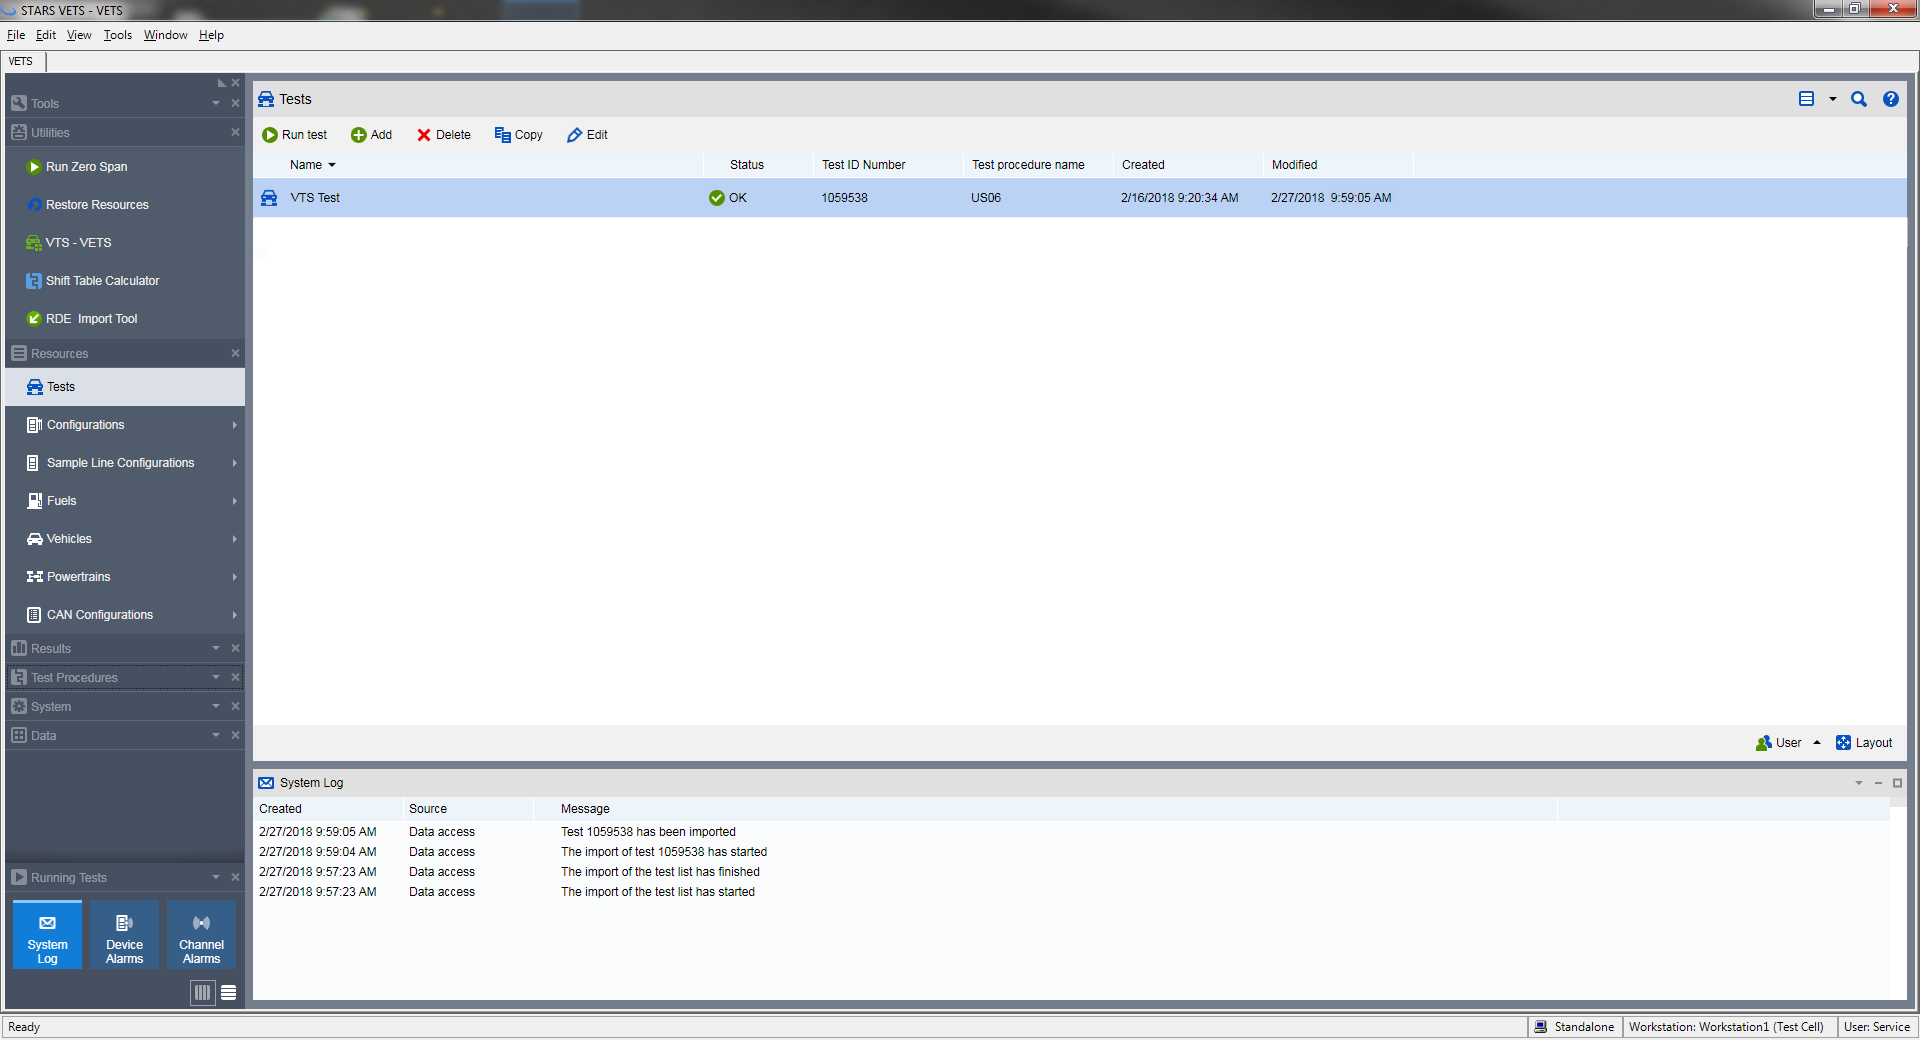 STARS VETS - VETS
File Edit View Tools Window Help
VETS
Tools
Utilities
Run Zero Span
Restore Resources
VTS - VETS
Shift Table Calculator
RDE Import Tool
Resources
Tests
Configurations
Sample Line Configurations
Fuels
Vehicles
Powertrains
CAN Configurations
Results
Test Procedures
System
Data
Running Tests
System Log
Device Alarms
Channel Alarms
Tests
Run test Add Delete Copy Edit
Name Status Test ID Number Test procedure name Created Modified
VTS Test OK 1059538 US06 2/16/2018 9:20:34 AM 2/27/2018 9:59:05 AM
User Layout
System Log
Created Source Message
2/27/2018 9:59:05 AM Data access Test 1059538 has been imported
2/27/2018 9:59:04 AM Data access The import of test 1059538 has started
2/27/2018 9:57:23 AM Data access The import of the test list has finished
2/27/2018 9:57:23 AM Data access The import of the test list has started
Ready Standalone Workstation: Workstation1 (Test Cell) User: Service